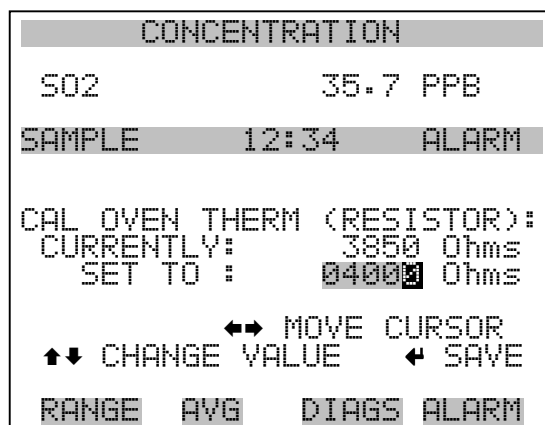 CONCENTRATION
SO2 35.7 PPB
SAMPLE 12:34 ALARM
CAL OVEN THERM (RESISTOR):
CURRENTLY: 3850 Ohms
SET TO : 04000 Ohms
⬅➡ MOVE CURSOR
⬆⬇ CHANGE VALUE ↵ SAVE
RANGE AVG DIAGS ALARM